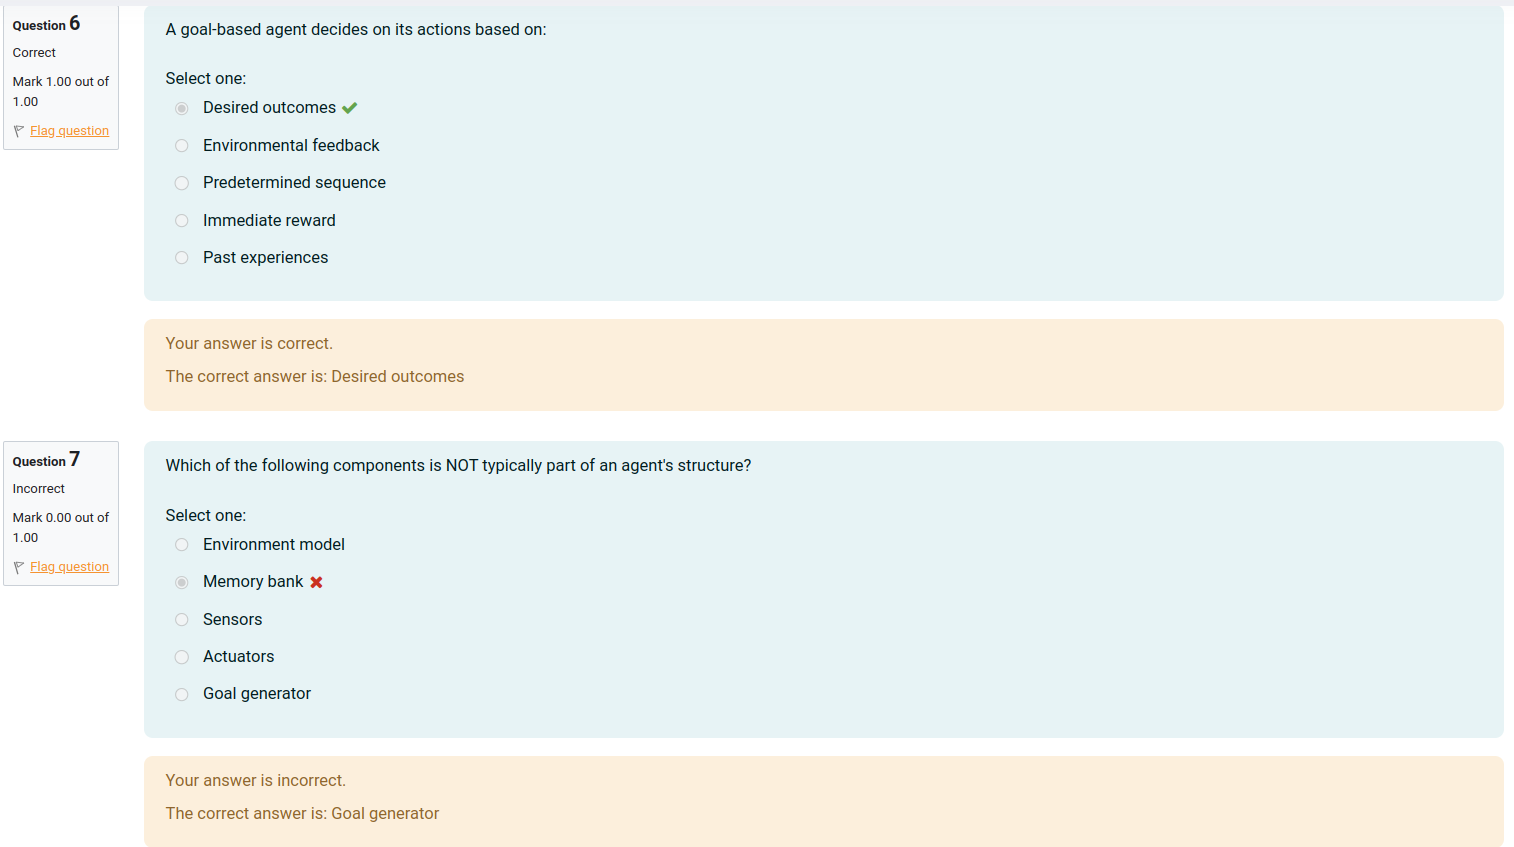 Question 6
Correct
Mark 1.00 out of
1.00
Flag question
A goal-based agent decides on its actions based on:
Select one:
Desired outcomes
Environmental feedback
Predetermined sequence
Immediate reward
Past experiences
Your answer is correct.
The correct answer is: Desired outcomes
Question 7
Incorrect
Mark 0.00 out of
1.00
Flag question
Which of the following components is NOT typically part of an agent's structure?
Select one:
Environment model
Memory bank
Sensors
Actuators
Goal generator
Your answer is incorrect.
The correct answer is: Goal generator